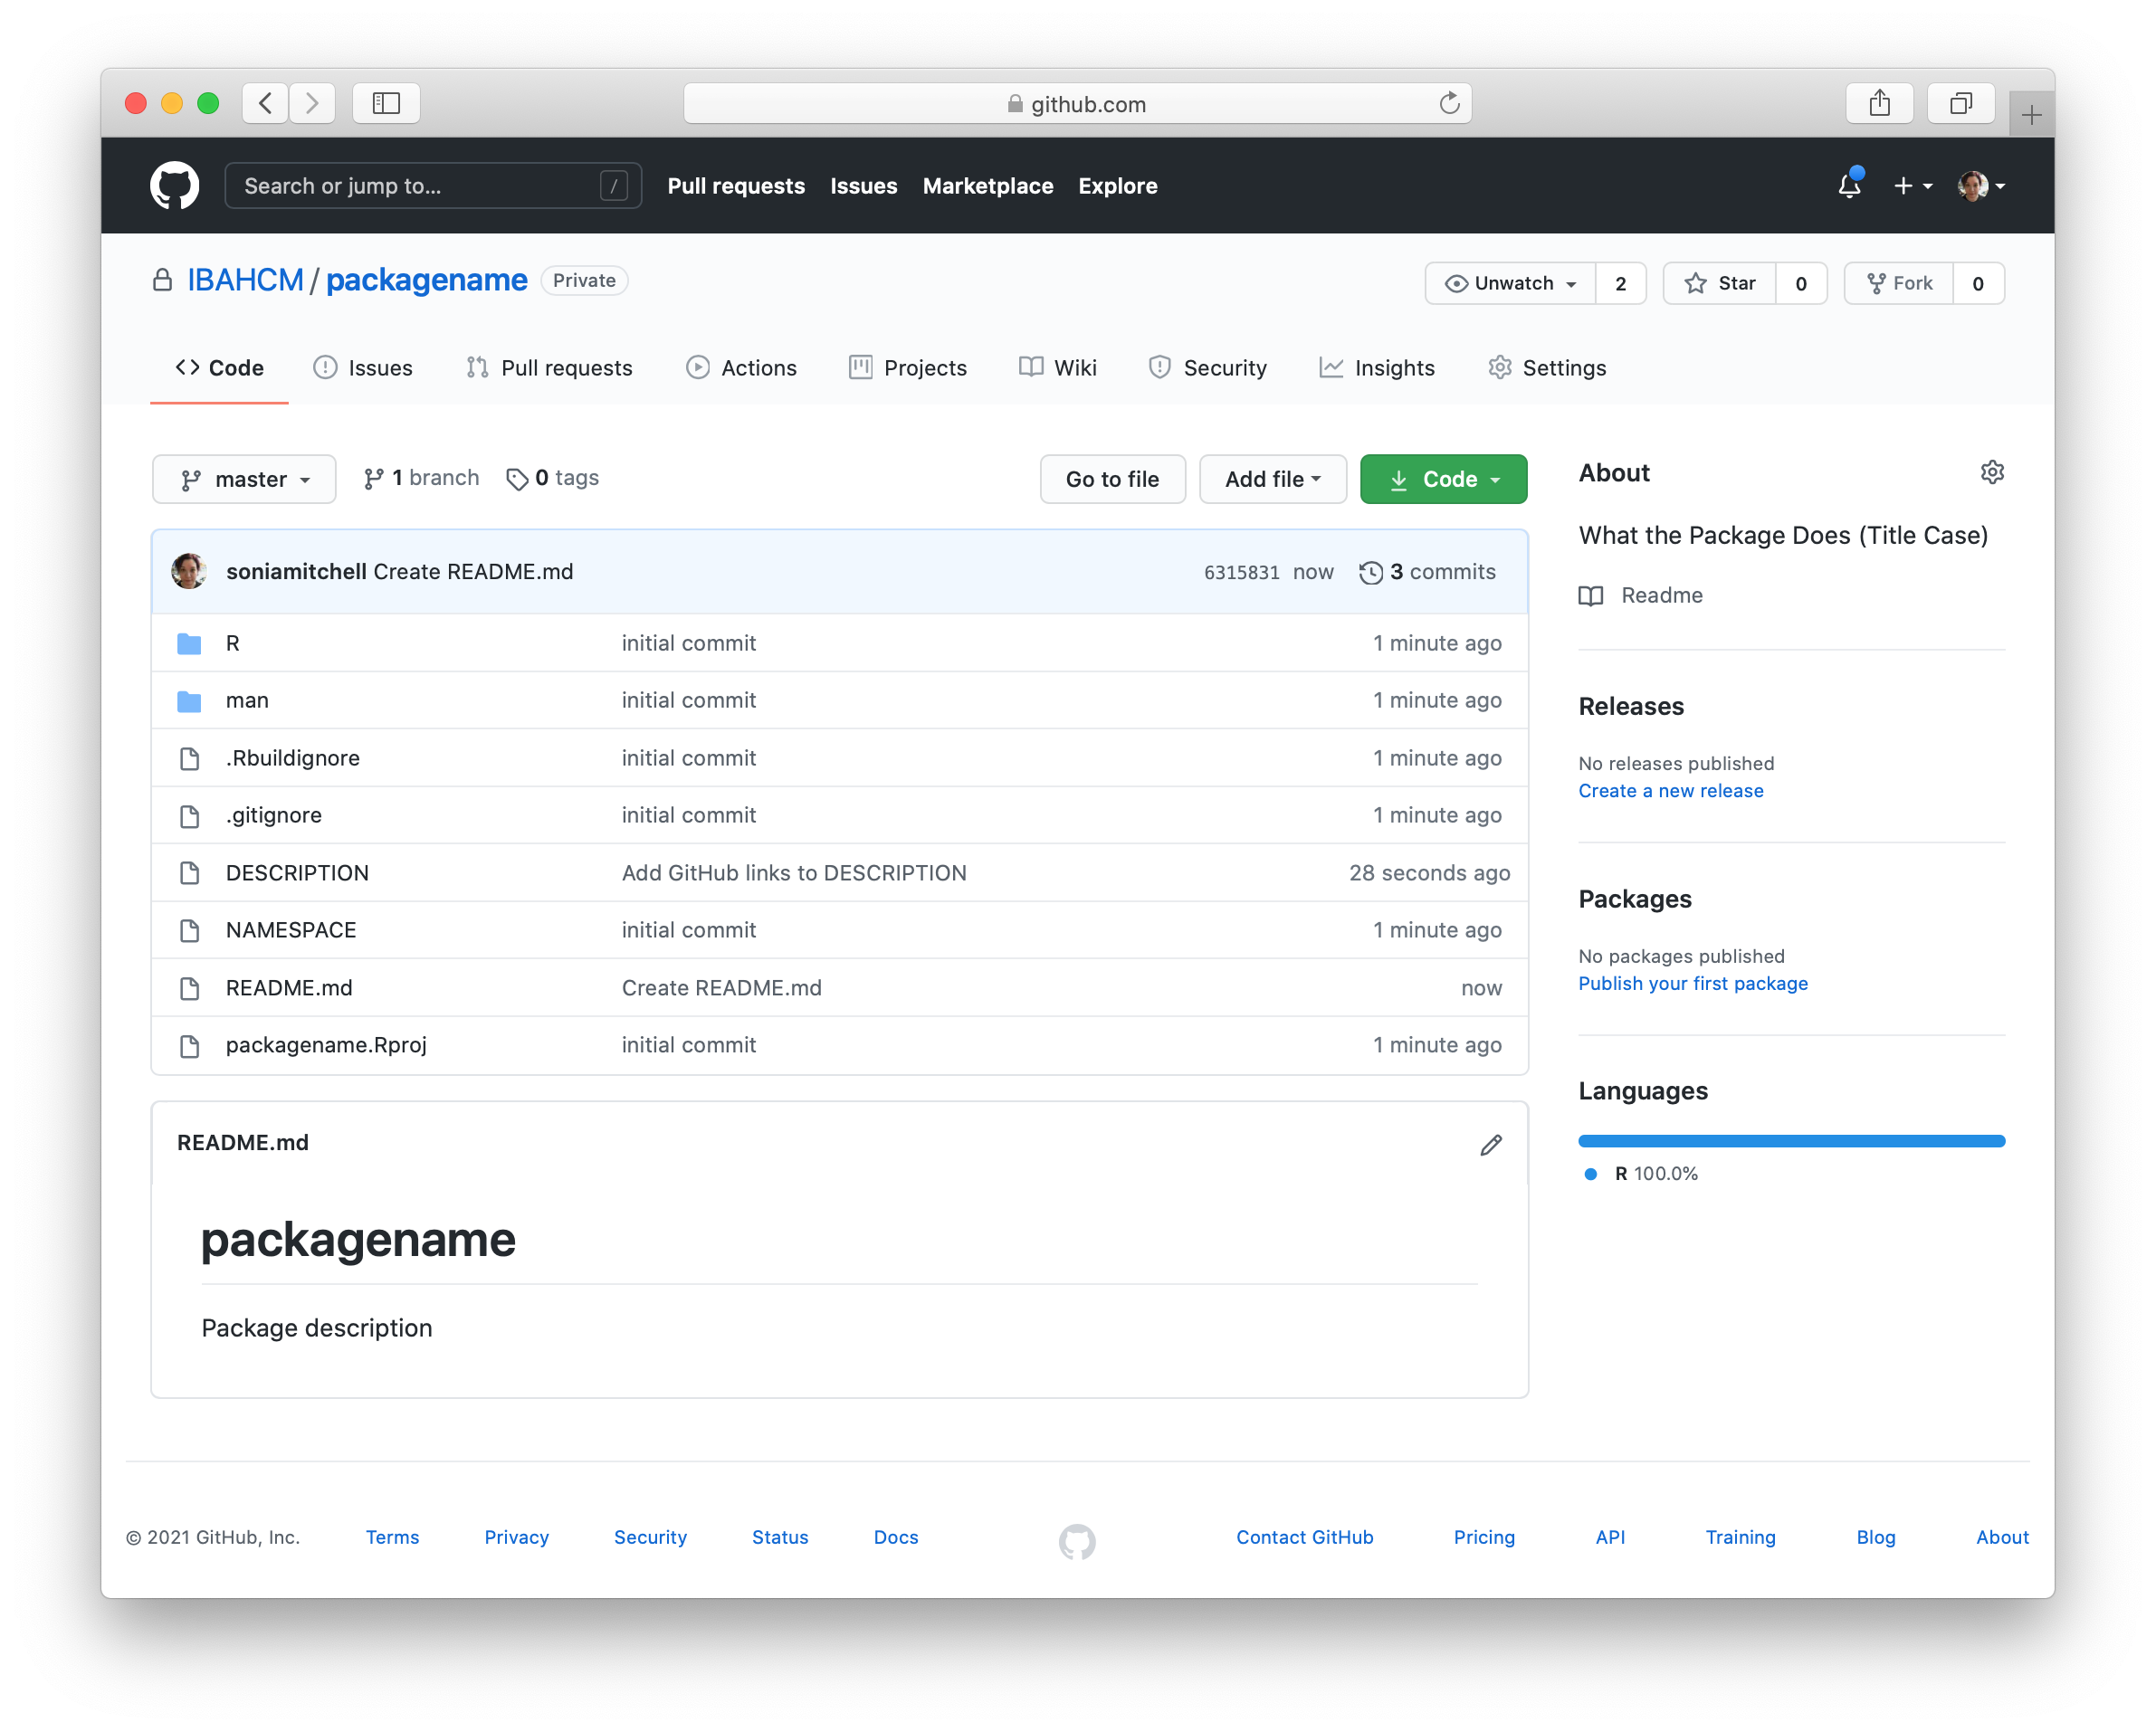 github.com
Search or jump to... /
Pull requests Issues Marketplace Explore
IBAHCM / packagename Private
Unwatch 2 Star 0 Fork 0
Code Issues Pull requests Actions Projects Wiki Security Insights Settings
master 1 branch 0 tags Go to file Add file Code
soniamitchell Create README.md 6315831 now 3 commits
R initial commit 1 minute ago
man initial commit 1 minute ago
.Rbuildignore initial commit 1 minute ago
.gitignore initial commit 1 minute ago
DESCRIPTION Add GitHub links to DESCRIPTION 28 seconds ago
NAMESPACE initial commit 1 minute ago
README.md Create README.md now
packagename.Rproj initial commit 1 minute ago
README.md
packagename
Package description
About
What the Package Does (Title Case)
Readme
Releases
No releases published
Create a new release
Packages
No packages published
Publish your first package
Languages
R 100.0%
© 2021 GitHub, Inc. Terms Privacy Security Status Docs Contact GitHub Pricing API Training Blog About